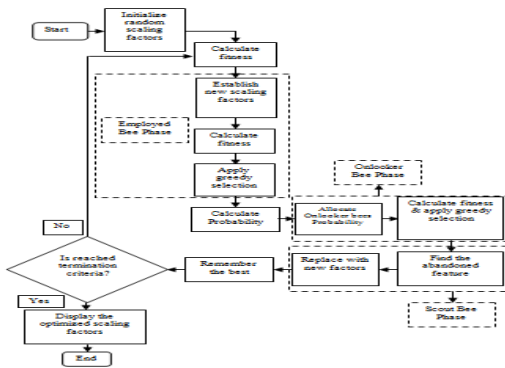 Start
Initialize
random
scaling
factors
Calculate
fitness
Establish
new scaling
factors
Employed
Bee Phase
Calculate
fitness
Apply
greedy
selection
Onlooker
Bee Phase
Calculate
Probability
Allocate
Onlooker bees
Probability
Calculate fitness
& apply greedy
selection
No
Is reached
termination
criteria?
Remember
the best
Replace with
new factors
Find the
abandoned
feature
Yes
Scout Bee
Phase
Display the
optimized scaling
factors
End